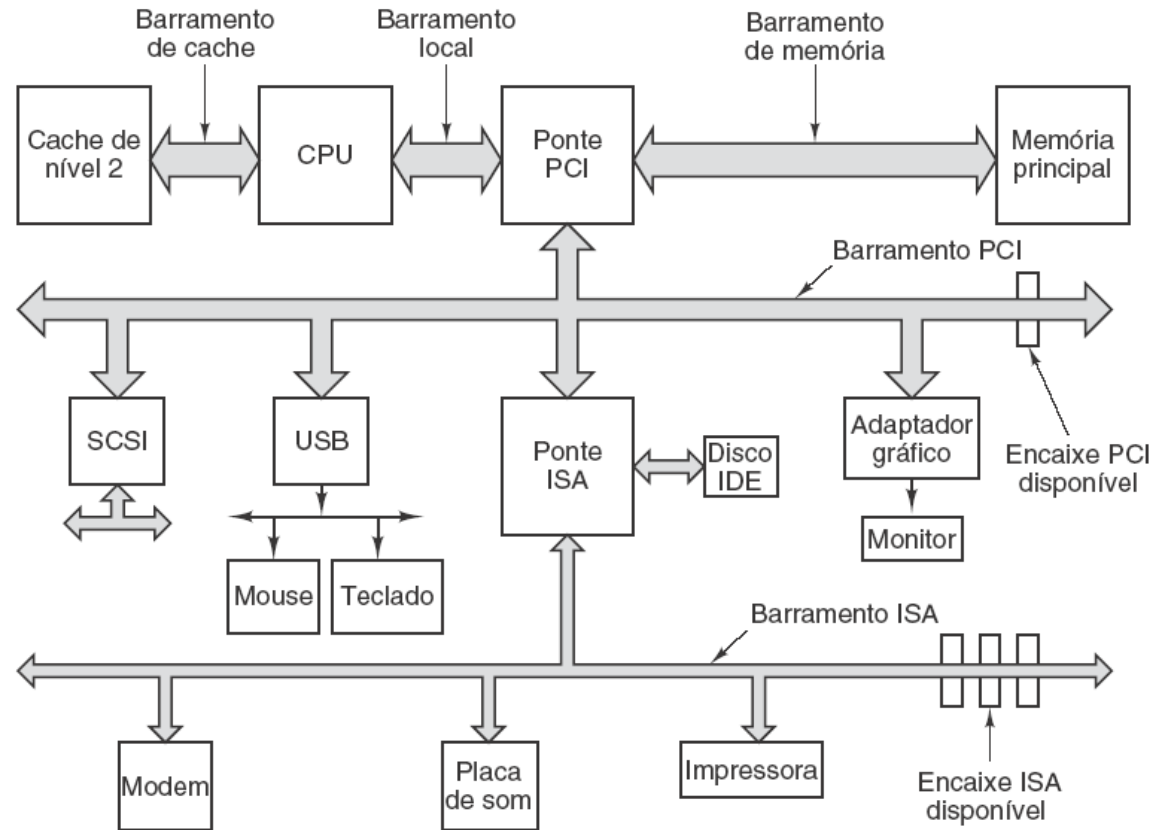 Barramento
de cache
Barramento
local
Barramento
de memória
Cache de
nível 2
CPU
Ponte
PCI
Memória
principal
Barramento PCI
SCSI
USB
Ponte
ISA
Disco
IDE
Adaptador
gráfico
Encaixe PCI
disponível
Monitor
Mouse
Teclado
Barramento ISA
Modem
Placa
de som
Impressora
Encaixe ISA
disponível